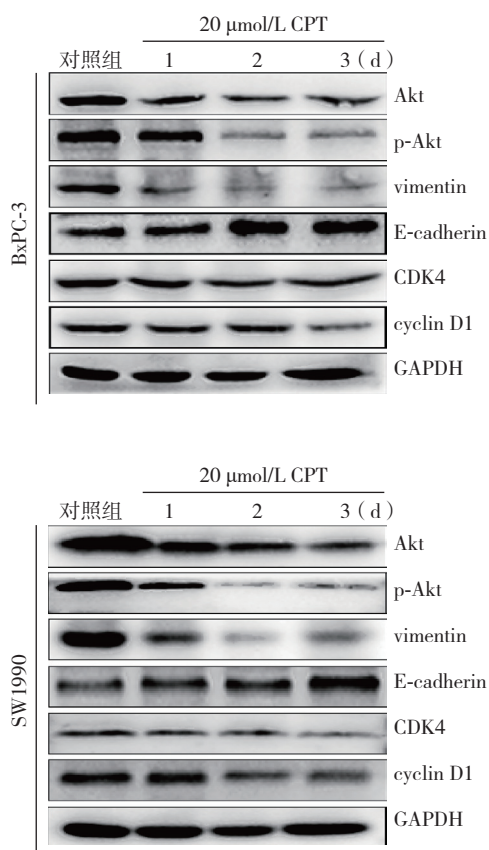 20 μmol/L CPT
对照组 1 2 3（d）
Akt
p-Akt
vimentin
E-cadherin
CDK4
cyclin D1
GAPDH
BxPC-3
20 μmol/L CPT
对照组 1 2 3（d）
Akt
p-Akt
vimentin
E-cadherin
CDK4
cyclin D1
GAPDH
SW1990